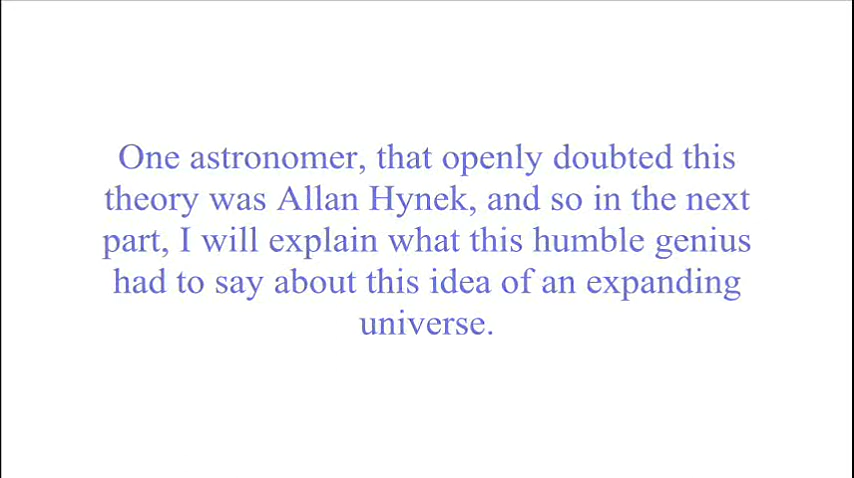 One astronomer, that openly doubted this
theory was Allan Hynek, and so in the next
part, I will explain what this humble genius
had to say about this idea of an expanding
universe.